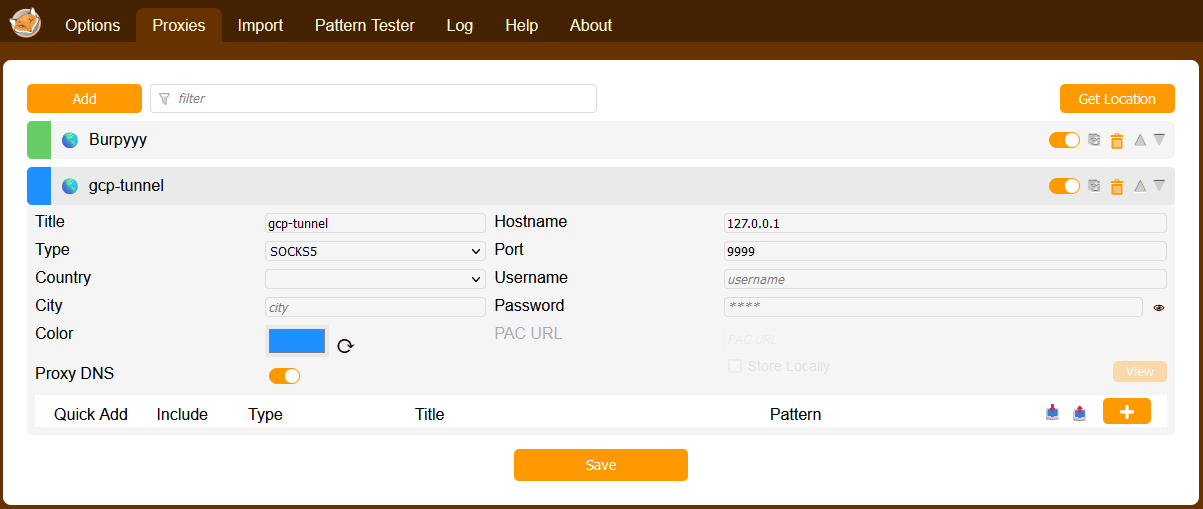 Options Proxies Import Pattern Tester Log Help About
Add filter Get Location
Burpyyy
gcp-tunnel
Title gcp-tunnel Hostname 127.0.0.1
Type SOCKS5 Port 9999
Country Username username
City city Password ****
Color PAC URL PAC URL
Store Locally
Proxy DNS View
Quick Add Include Type Title Pattern
Save